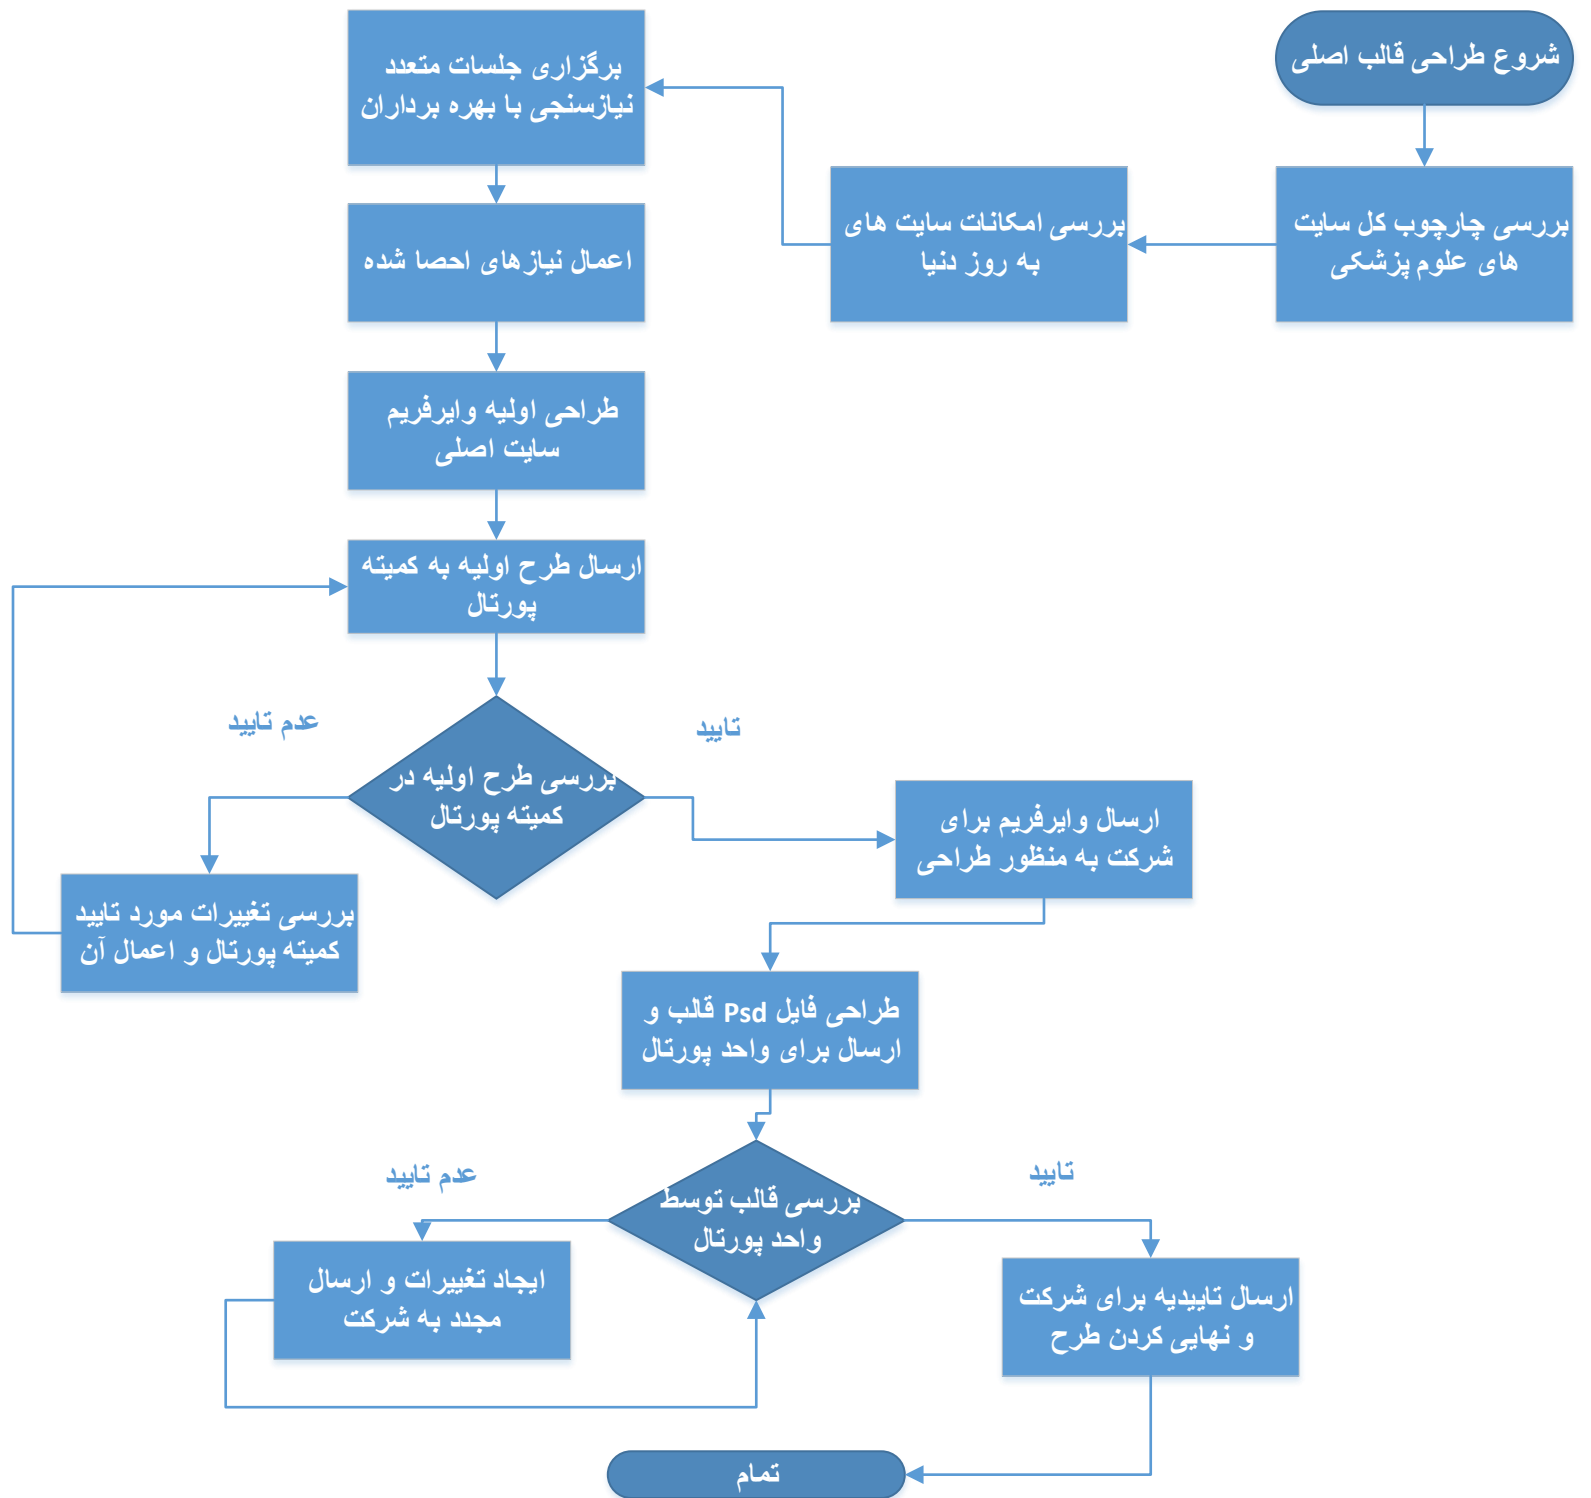 شروع طراحی قالب اصلی
بررسی چارچوب کل سایت
های علوم پزشکی
بررسی امکانات سایت های
به روز دنیا
برگزاری جلسات متعدد
نیازسنجی با بهره برداران
اعمال نیازهای احصا شده
طراحی اولیه وایرفریم
سایت اصلی
ارسال طرح اولیه به کمیته
پورتال
بررسی طرح اولیه در
کمیته پورتال
عدم تایید
تایید
بررسی تغییرات مورد تایید
کمیته پورتال و اعمال آن
ارسال وایرفریم برای
شرکت به منظور طراحی
طراحی فایل Psd قالب و
ارسال برای واحد پورتال
بررسی قالب توسط
واحد پورتال
عدم تایید
تایید
ایجاد تغییرات و ارسال
مجدد به شرکت
ارسال تاییدیه برای شرکت
و نهایی کردن طرح
تمام